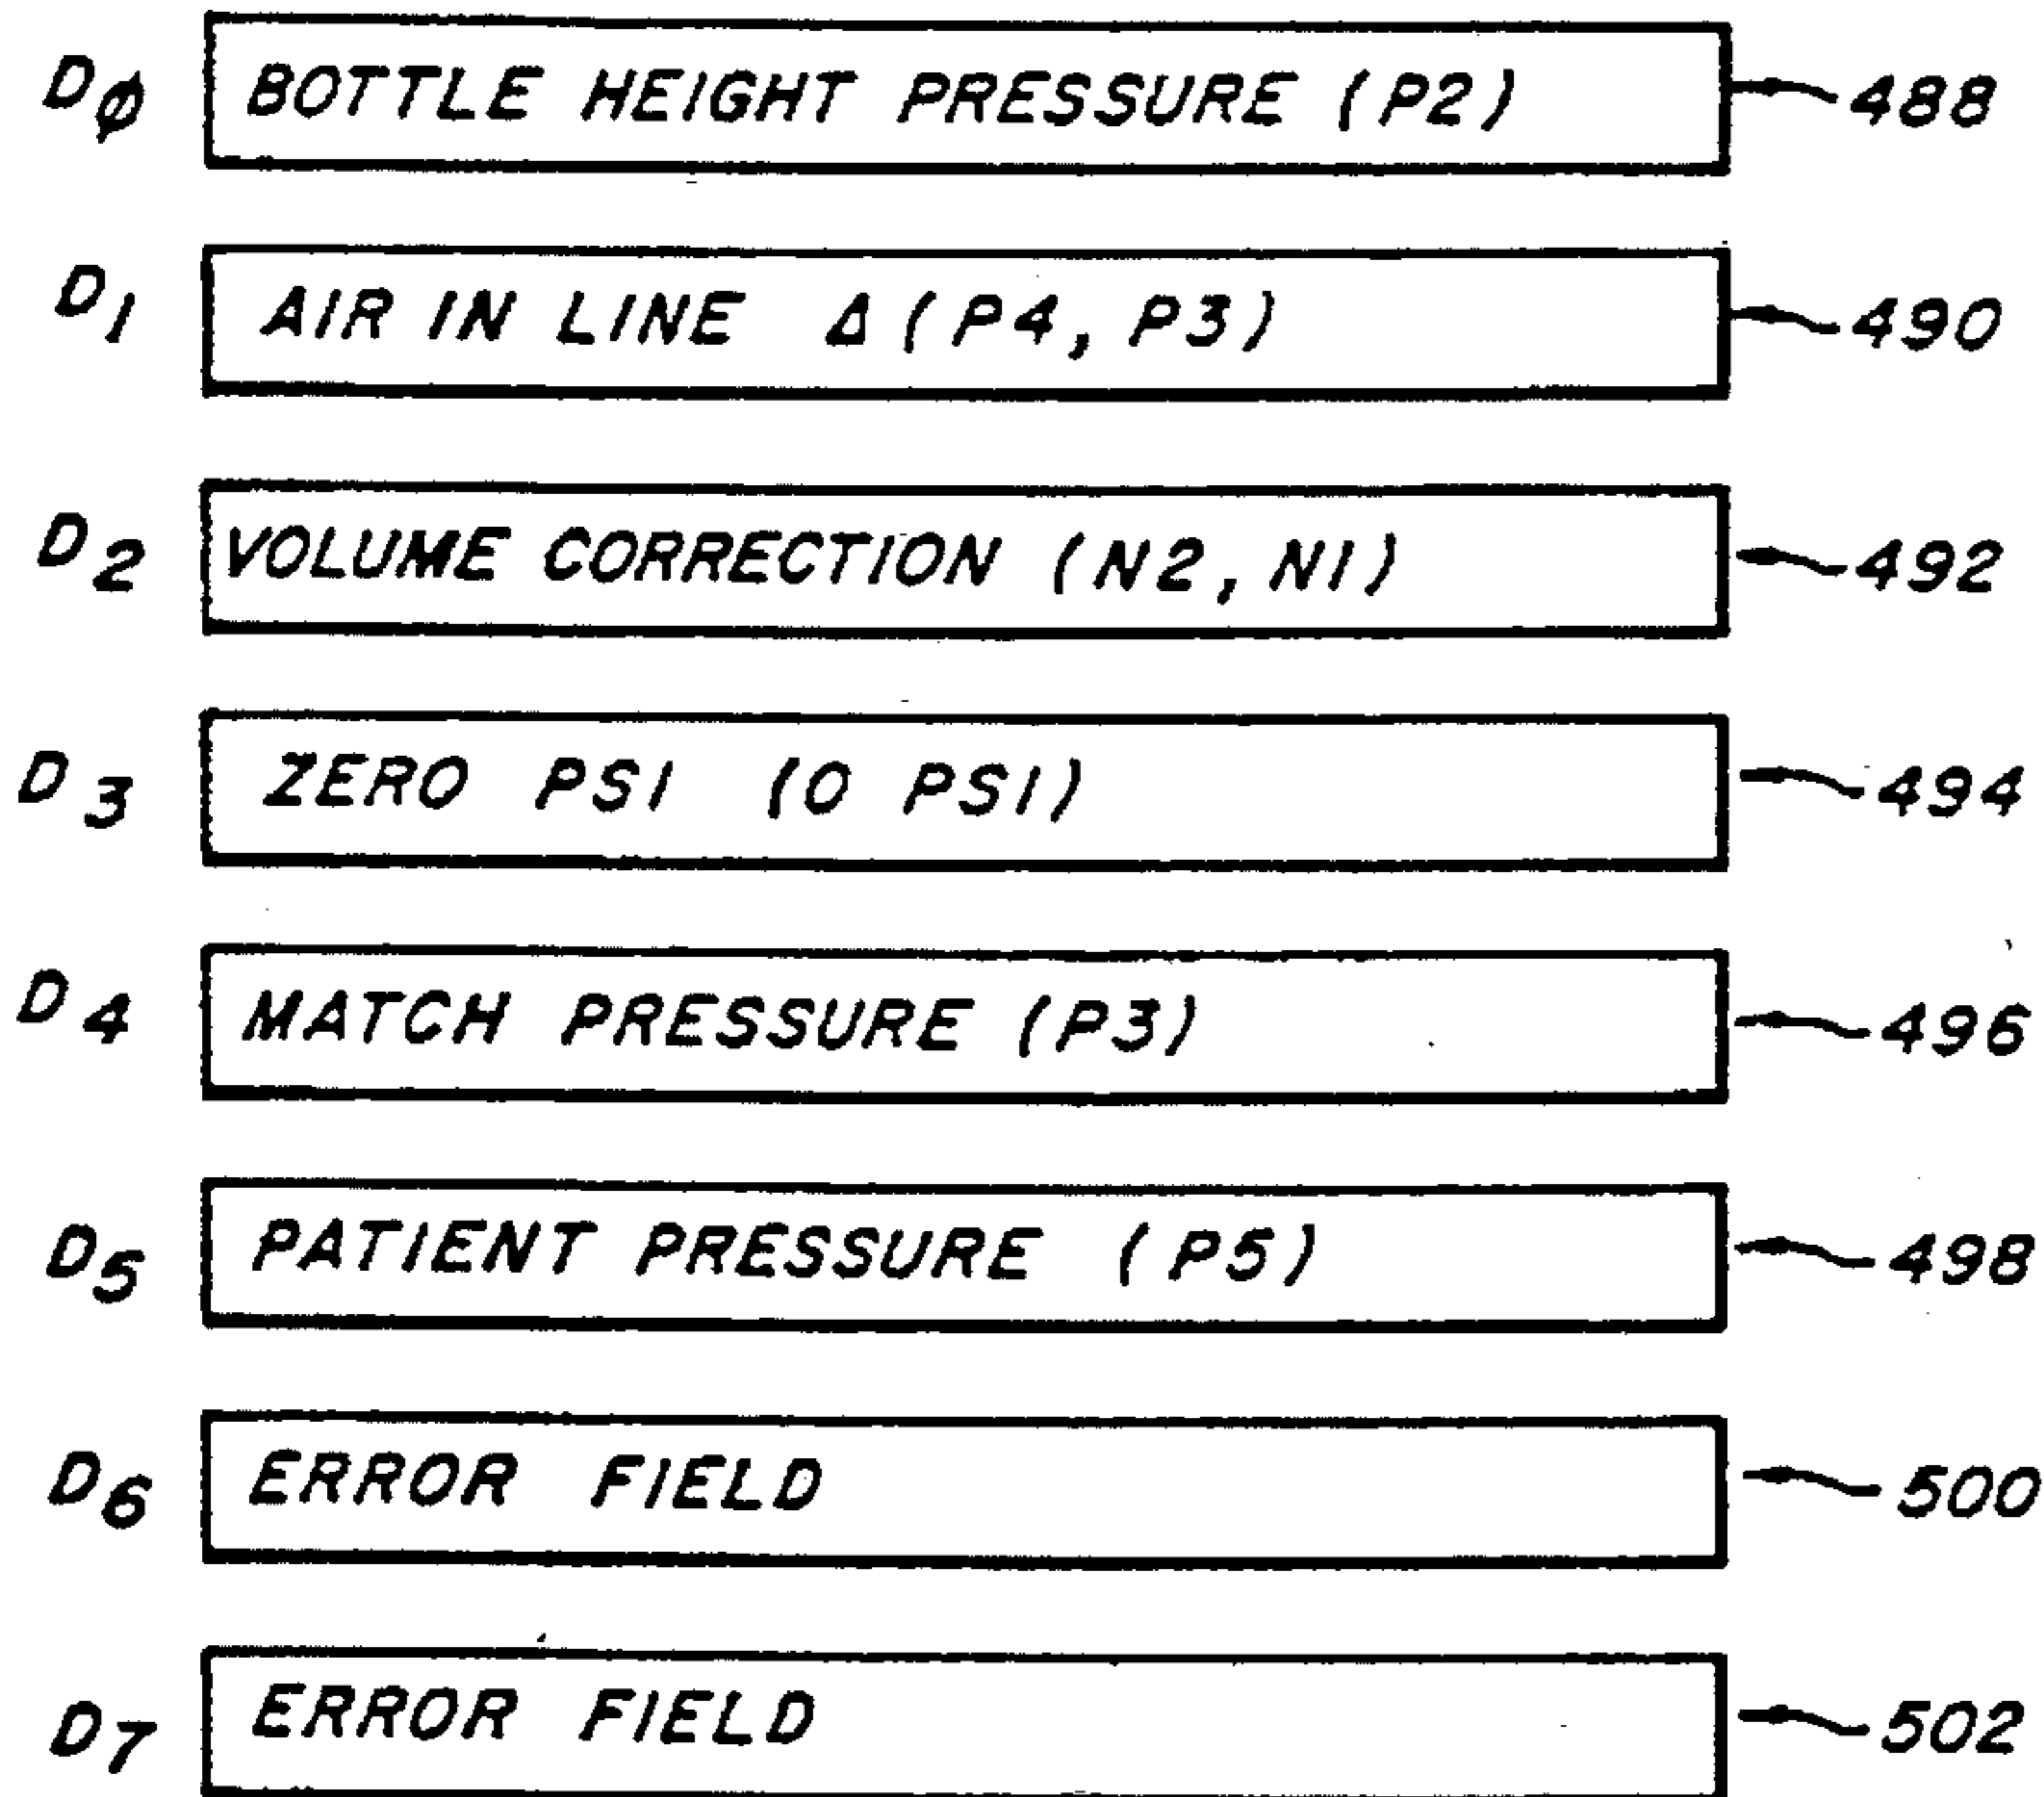 DØ BOTTLE HEIGHT PRESSURE (P2) 488
D1 AIR IN LINE Δ (P4, P3) 490
D2 VOLUME CORRECTION (N2, N1) 492
D3 ZERO PSI (0 PSI) 494
D4 MATCH PRESSURE (P3) 496
D5 PATIENT PRESSURE (P5) 498
D6 ERROR FIELD 500
D7 ERROR FIELD 502